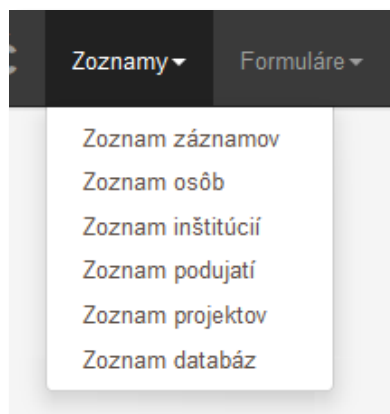 Zoznamy Formuláre
Zoznam záznamov
Zoznam osôb
Zoznam inštitúcií
Zoznam podujatí
Zoznam projektov
Zoznam databáz